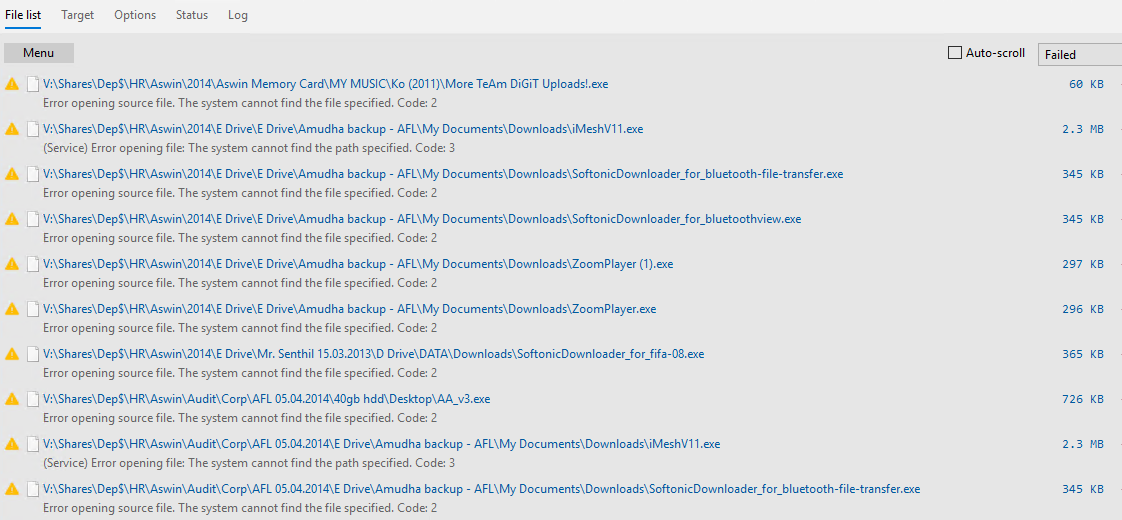 File list Target Options Status Log
Menu Auto-scroll Failed
V:\Shares\Dep$\HR\Aswin\2014\Aswin Memory Card\MY MUSIC\Ko (2011)\More TeAm DiGiT Uploads!.exe 60 KB
Error opening source file. The system cannot find the file specified. Code: 2
V:\Shares\Dep$\HR\Aswin\2014\E Drive\E Drive\Amudha backup - AFL\My Documents\Downloads\iMeshV11.exe 2.3 MB
(Service) Error opening file: The system cannot find the path specified. Code: 3
V:\Shares\Dep$\HR\Aswin\2014\E Drive\E Drive\Amudha backup - AFL\My Documents\Downloads\SoftonicDownloader_for_bluetooth-file-transfer.exe 345 KB
Error opening source file. The system cannot find the file specified. Code: 2
V:\Shares\Dep$\HR\Aswin\2014\E Drive\E Drive\Amudha backup - AFL\My Documents\Downloads\SoftonicDownloader_for_bluetoothview.exe 345 KB
Error opening source file. The system cannot find the file specified. Code: 2
V:\Shares\Dep$\HR\Aswin\2014\E Drive\E Drive\Amudha backup - AFL\My Documents\Downloads\ZoomPlayer (1).exe 297 KB
Error opening source file. The system cannot find the file specified. Code: 2
V:\Shares\Dep$\HR\Aswin\2014\E Drive\E Drive\Amudha backup - AFL\My Documents\Downloads\ZoomPlayer.exe 296 KB
Error opening source file. The system cannot find the file specified. Code: 2
V:\Shares\Dep$\HR\Aswin\2014\E Drive\Mr. Senthil 15.03.2013\D Drive\DATA\Downloads\SoftonicDownloader_for_fifa-08.exe 365 KB
Error opening source file. The system cannot find the file specified. Code: 2
V:\Shares\Dep$\HR\Aswin\Audit\Corp\AFL 05.04.2014\40gb hdd\Desktop\AA_v3.exe 726 KB
Error opening source file. The system cannot find the file specified. Code: 2
V:\Shares\Dep$\HR\Aswin\Audit\Corp\AFL 05.04.2014\E Drive\Amudha backup - AFL\My Documents\Downloads\iMeshV11.exe 2.3 MB
(Service) Error opening file: The system cannot find the path specified. Code: 3
V:\Shares\Dep$\HR\Aswin\Audit\Corp\AFL 05.04.2014\E Drive\Amudha backup - AFL\My Documents\Downloads\SoftonicDownloader_for_bluetooth-file-transfer.exe 345 KB
Error opening source file. The system cannot find the file specified. Code: 2